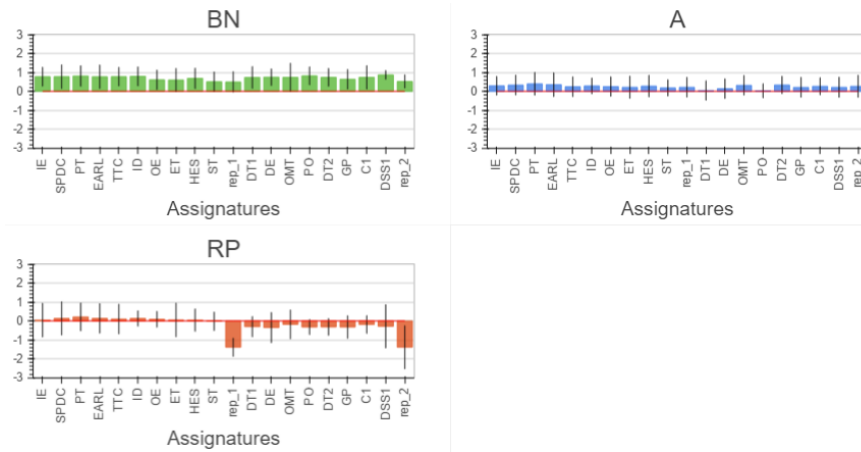 BN
3
2
1
0
-1
-2
-3
IE SPDC PT EARL TTC ID OE ET HES ST rep_1 DT1 DE OMT PO DT2 GP C1 DSS1 rep_2
Assignatures
A
3
2
1
0
-1
-2
-3
IE SPDC PT EARL TTC ID OE ET HES ST rep_1 DT1 DE OMT PO DT2 GP C1 DSS1 rep_2
Assignatures
RP
3
2
1
0
-1
-2
-3
IE SPDC PT EARL TTC ID OE ET HES ST rep_1 DT1 DE OMT PO DT2 GP C1 DSS1 rep_2
Assignatures